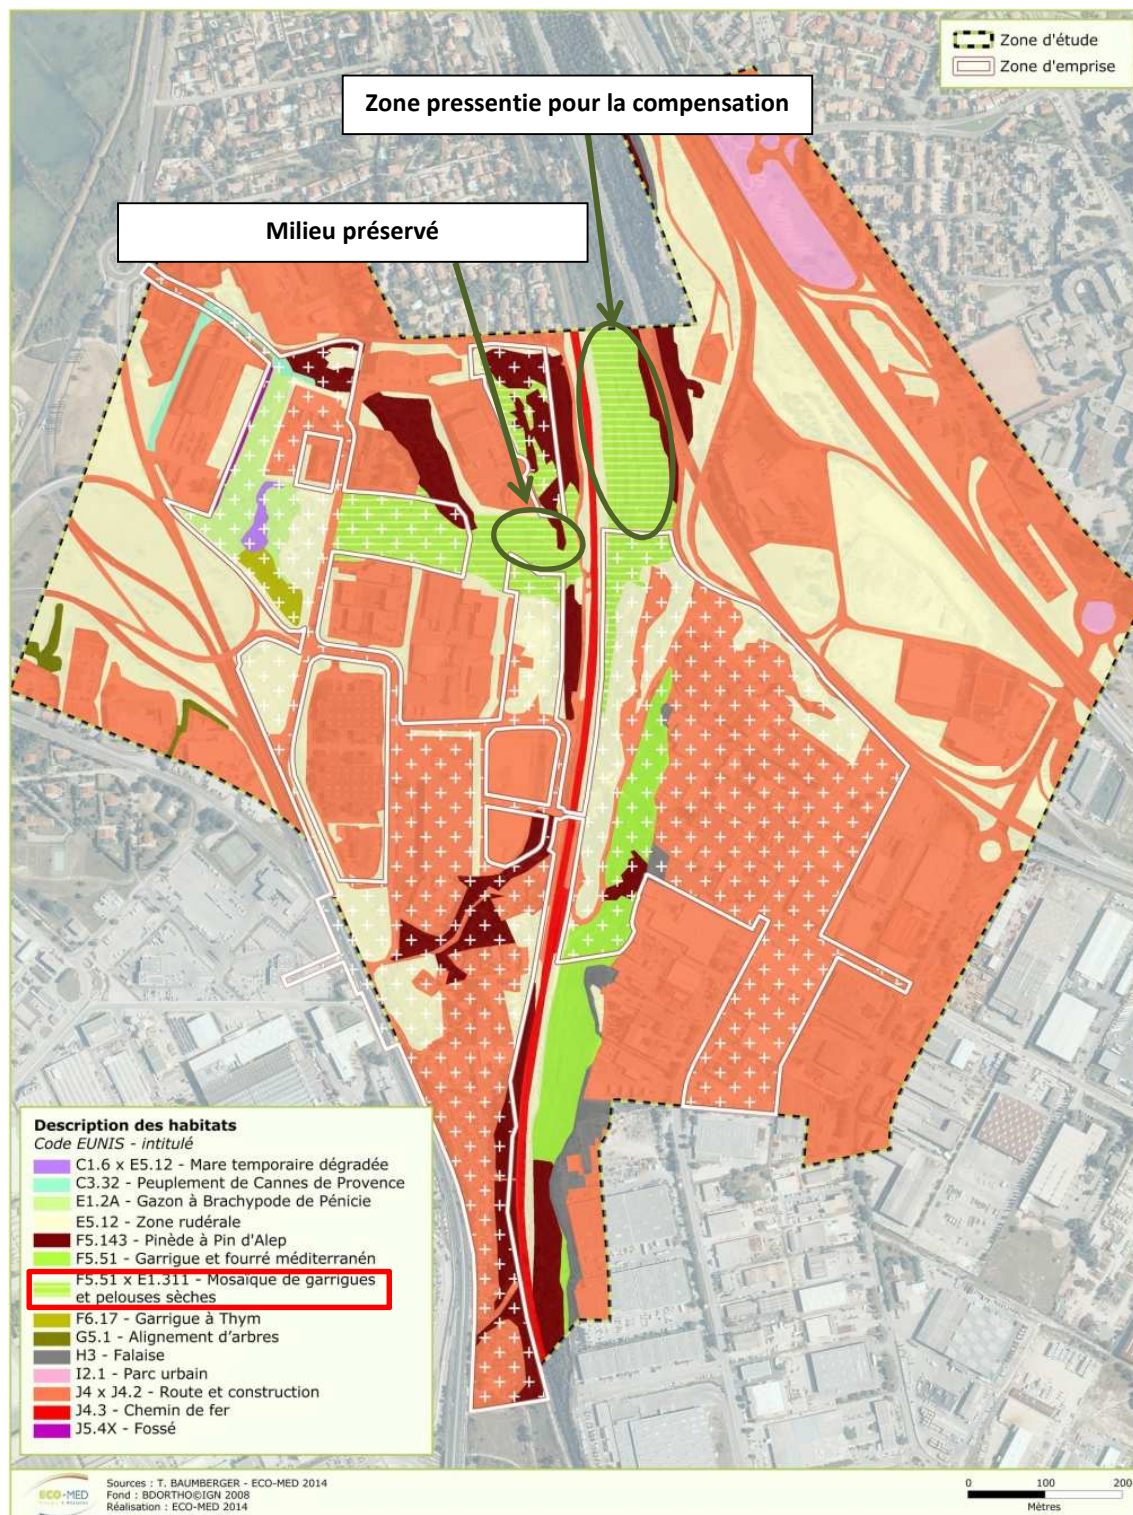 Zone d'étude
Zone d'emprise
Zone pressentie pour la compensation
Milieu préservé
Description des habitats
Code EUNIS - intitulé
C1.6 x E5.12 - Mare temporaire dégradée
C3.32 - Peuplement de Cannes de Provence
E1.2A - Gazon à Brachypode de Pénicie
E5.12 - Zone rudérale
F5.143 - Pinède à Pin d'Alep
F5.51 - Garrigue et fourré méditerranén
F5.51 x E1.311 - Mosaïque de garrigues
et pelouses sèches
F6.17 - Garrigue à Thym
G5.1 - Alignement d'arbres
H3 - Falaise
I2.1 - Parc urbain
J4 x J4.2 - Route et construction
J4.3 - Chemin de fer
J5.4X - Fossé
ECO-MED
Sources : T. BAUMBERGER - ECO-MED 2014
Fond : BDORTHO©IGN 2008
Réalisation : ECO-MED 2014
0 100 200
Mètres